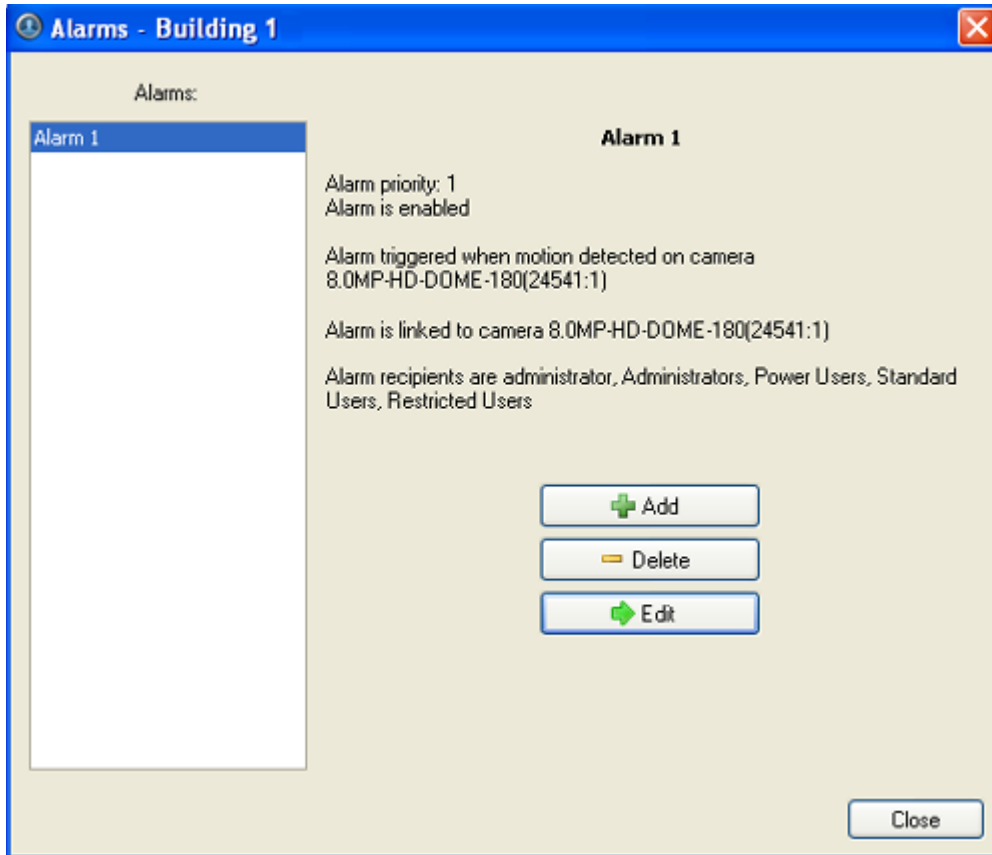 Alarms - Building 1
Alarms:
Alarm 1
Alarm 1
Alarm priority: 1
Alarm is enabled
Alarm triggered when motion detected on camera
8.0MP-HD-DOME-180(24541:1)
Alarm is linked to camera 8.0MP-HD-DOME-180(24541:1)
Alarm recipients are administrator, Administrators, Power Users, Standard
Users, Restricted Users
Add
Delete
Edit
Close